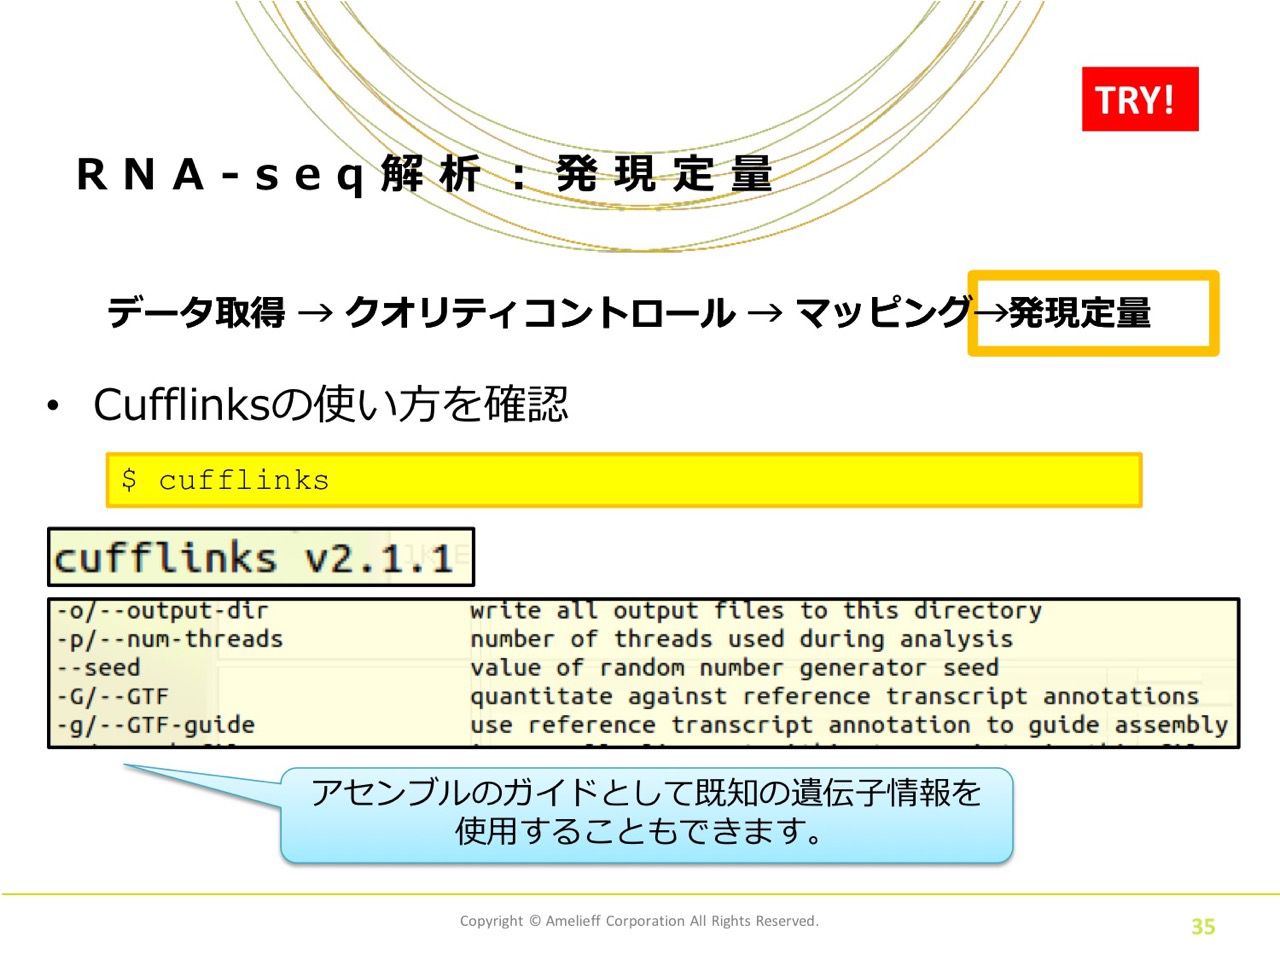 TRY!
RNA-seq解析:発現定量
データ取得 → クオリティコントロール → マッピング→発現定量
• Cufflinksの使い方を確認
$ cufflinks
cufflinks v2.1.1
-o/--output-dir write all output files to this directory
-p/--num-threads number of threads used during analysis
--seed value of random number generator seed
-G/--GTF quantitate against reference transcript annotations
-g/--GTF-guide use reference transcript annotation to guide assembly
アセンブルのガイドとして既知の遺伝子情報を
使用することもできます。
Copyright © Amelieff Corporation All Rights Reserved.
35